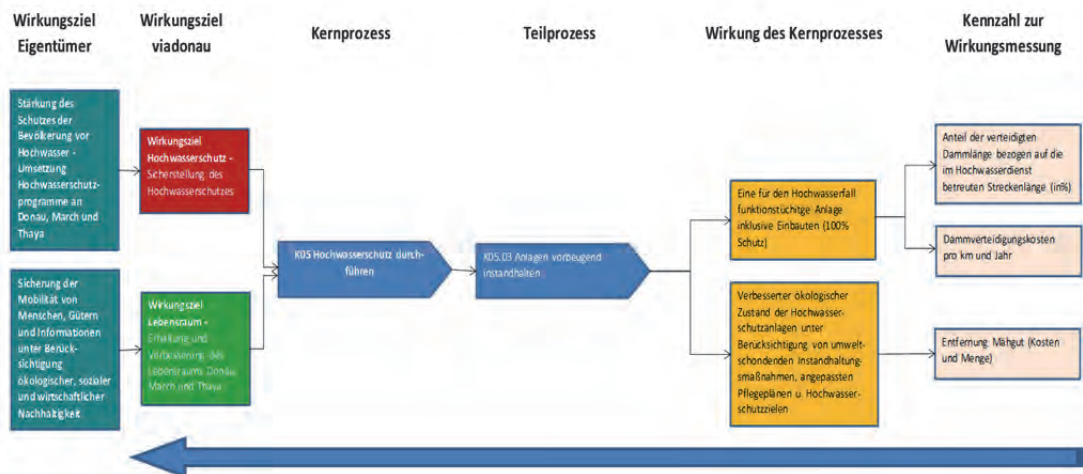 Wirkungsziel
Eigentümer
Wirkungsziel
viadonau
Kernprozess
Teilprozess
Wirkung des Kernprozesses
Kennzahl zur
Wirkungsmessung
Stärkung des
Schutzes der
Bevölkerung vor
Hochwasser -
Umsetzung
Hochwasserschutz-
programme an
Donau, March und
Thaya
Sicherung der
Mobilität von
Menschen, Gütern
und Informationen
unter Berück-
sichtigung
ökologischer, sozialer
und wirtschaftlicher
Nachhaltigkeit
Wirkungsziel
Hochwasserschutz -
Sicherstellung des
Hochwasserschutzes
Wirkungsziel
Lebensraum -
Erhaltung und
Verbesserung des
Lebensraums Donau,
March und Thaya
K05 Hochwasserschutz durch-
führen
K05.03 Anlagen vorbeugend
instandhalten
Eine für den Hochwasserfall
funktionstüchitge Anlage
inklusive Einbauten (100%
Schutz)
Verbesserter ökologischer
Zustand der Hochwasser-
schutzanlagen unter
Berücksichtigung von umwelt-
schonden Instandhaltungs-
maßnahmen, angepassten
Pflegeplänen u. Hochwasser-
schutzzielen
Anteil der verteidigten
Dammlänge bezogen auf die
im Hochwasserdienst
betreuten Streckenlänge (in%)
Dammverteidigungskosten
pro km und Jahr
Entfernung Mähgut (Kosten
und Menge)